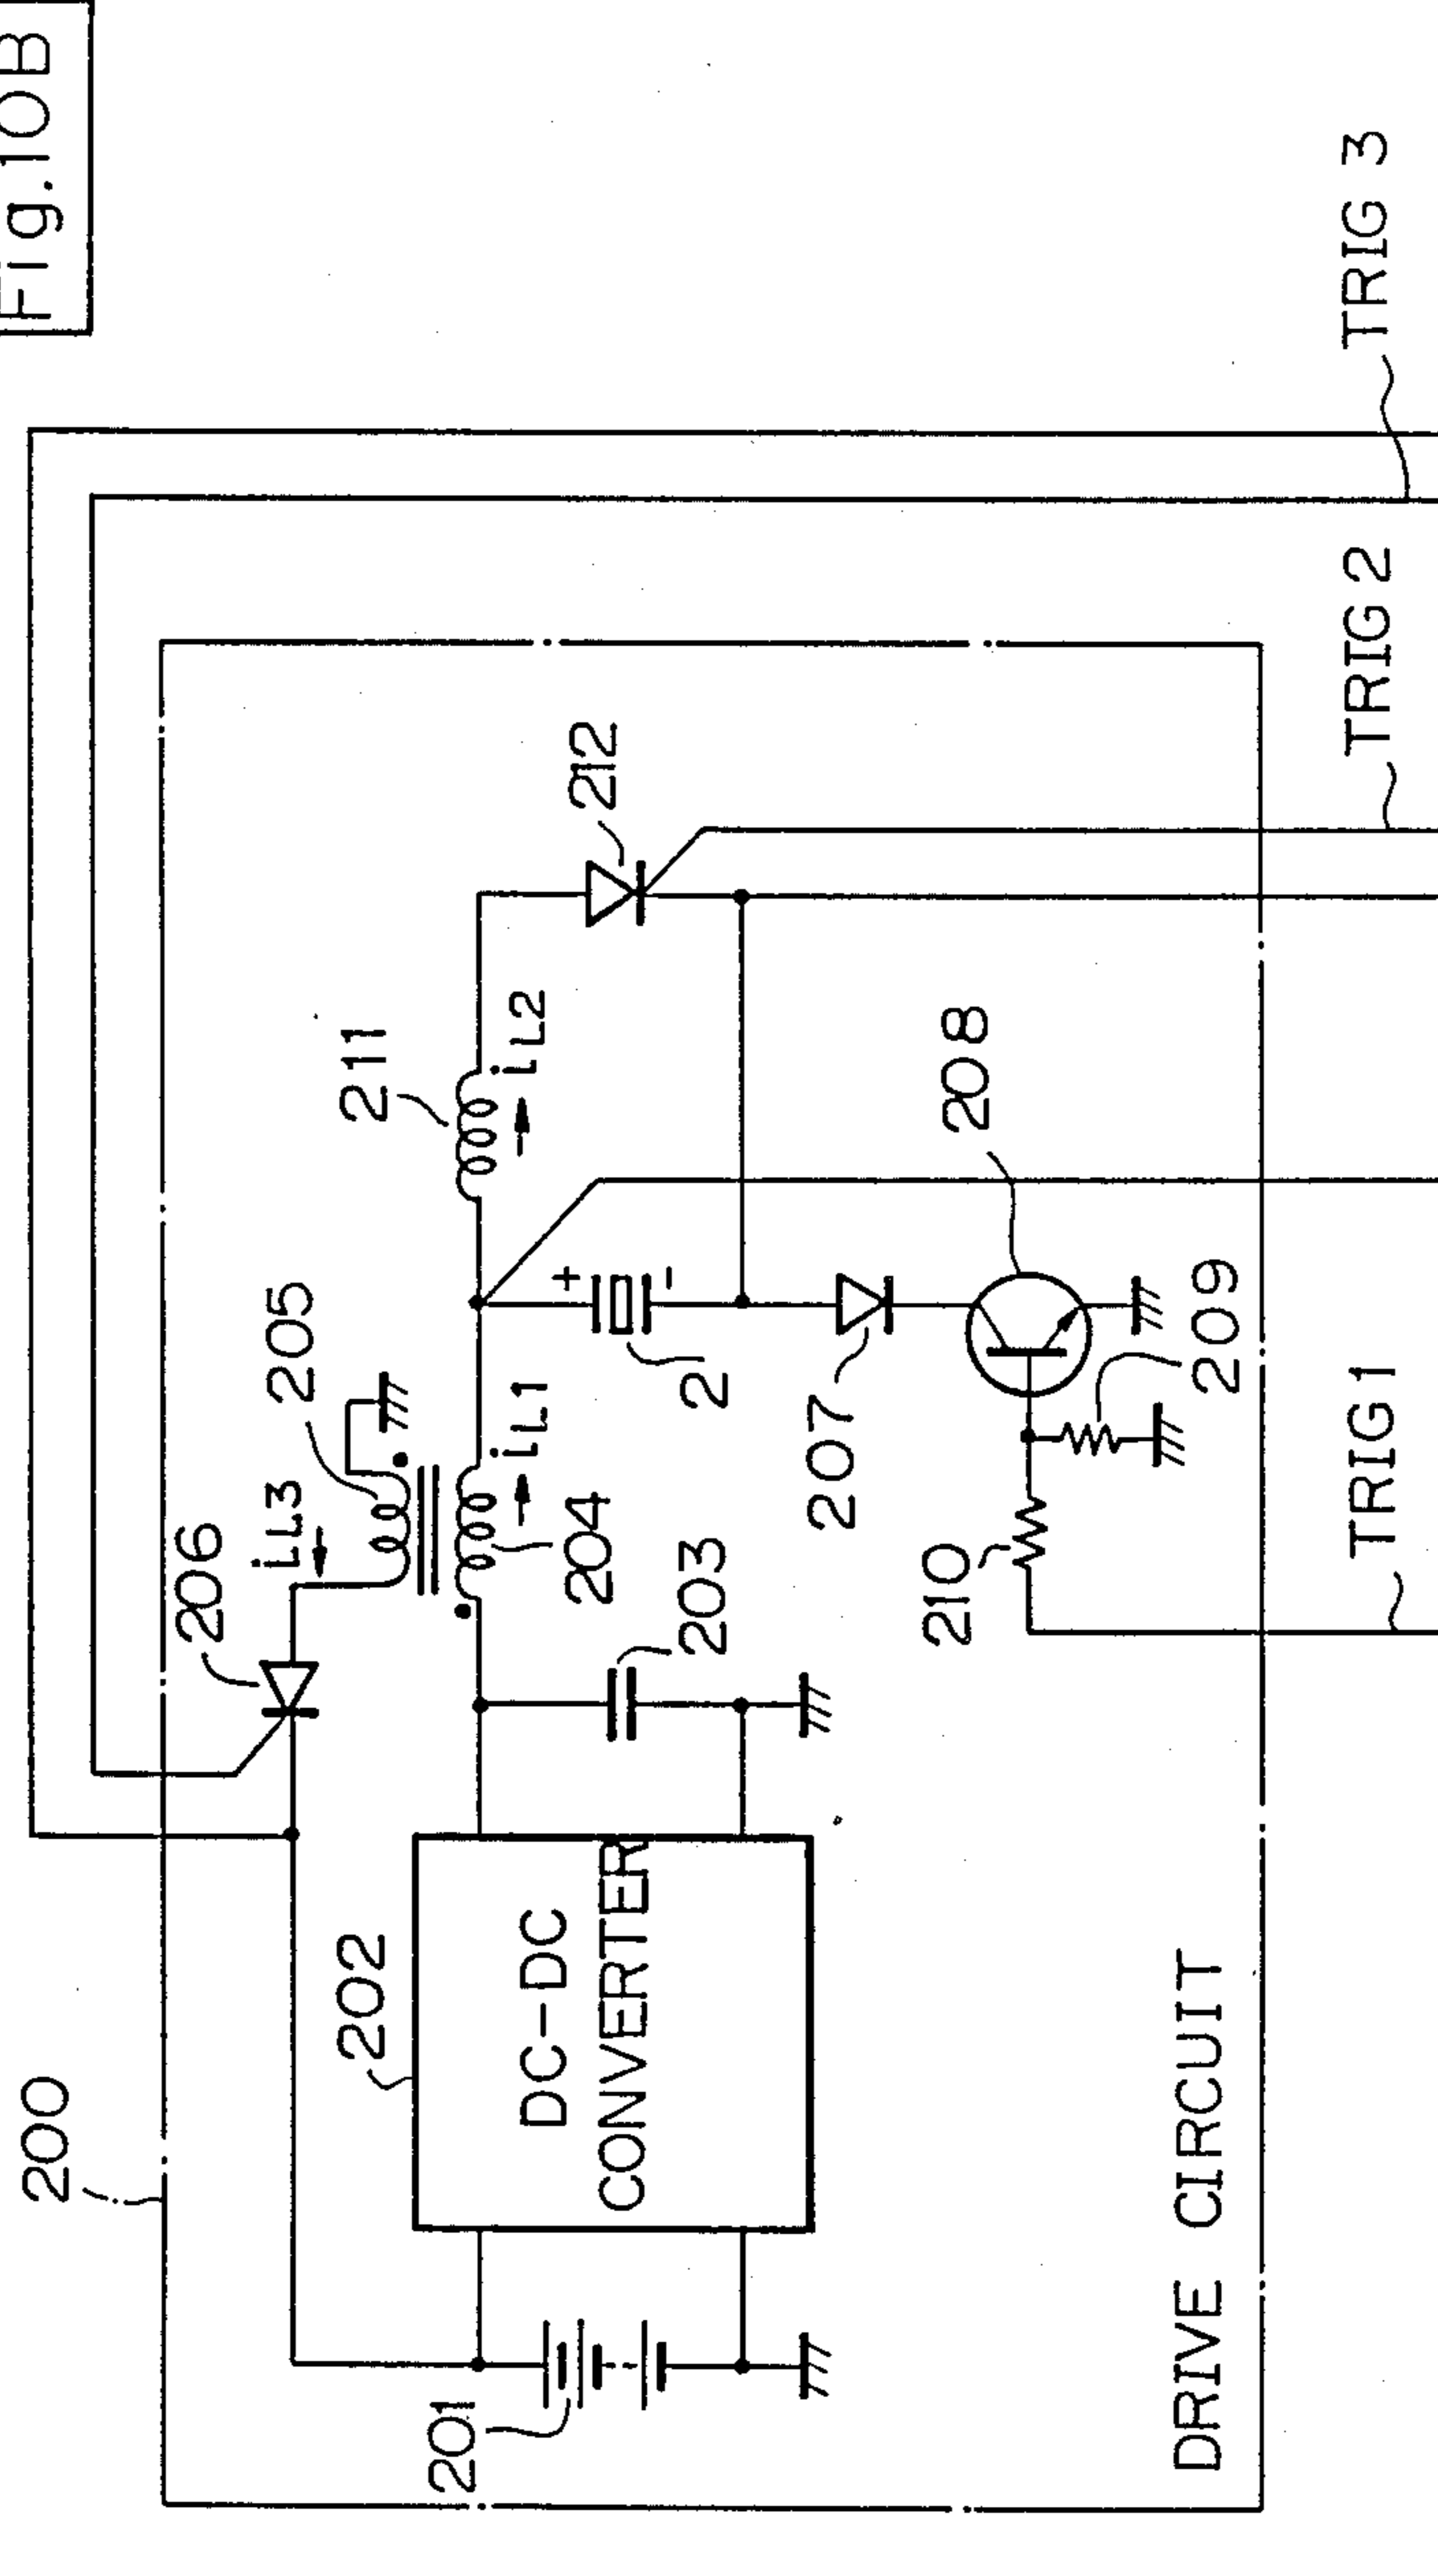 Fig.10B
200
206
iL3
205
211
212
201
202
DC-DC
CONVERTER
204
iL1
iL2
203
+
-
2
207
208
210
209
DRIVE CIRCUIT
TRIG 1
TRIG 2
TRIG 3